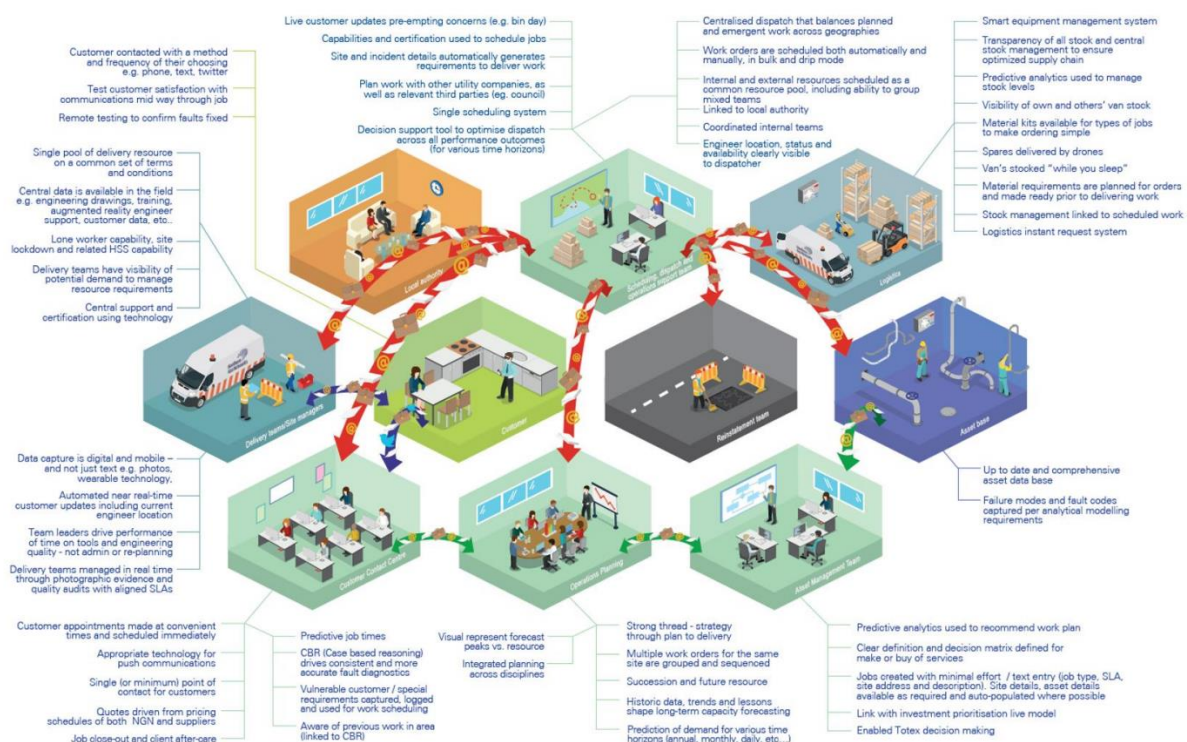 Live customer updates pre-empting concerns (e.g. bin day)
Capabilities and certification used to schedule jobs
Site and incident details automatically generates
requirements to deliver work
Plan work with other utility companies, as
well as relevant third parties (eg. council)
Single scheduling system
Decision support tool to optimise dispatch
across all performance outcomes
(for various time horizons)
Centralised dispatch that balances planned
and emergent work across geographies
Work orders are scheduled both automatically and
manually, in bulk and drip mode
Internal and external resources scheduled as a
common resource pool, including ability to group
mixed teams
Linked to local authority
Coordinated internal teams
Engineer location, status and
availability clearly visible
to dispatcher
Smart equipment management system
Transparency of all stock and central
stock management to ensure
optimized supply chain
Predictive analytics used to manage
stock levels
Visibility of own and others' van stock
Material kits available for types of jobs
to make ordering simple
Spares delivered by drones
Van's stocked "while you sleep"
Material requirements are planned for orders
and made ready prior to delivering work
Stock management linked to scheduled work
Logistics instant request system
Customer contacted with a method
and frequency of their choosing
e.g. phone, text, twitter
Test customer satisfaction with
communications mid way through job
Remote testing to confirm faults fixed
Single pool of delivery resource
on a common set of terms
and conditions
Central data is available in the field
e.g. engineering drawings, training,
augmented reality engineer
support, customer data, etc..
Lone worker capability, site
lockdown and related HSS capability
Delivery teams have visibility of
potential demand to manage
resource requirements
Central support and
certification using technology
Local authority
Scheduling, dispatch and
operations support team
Logistics
Delivery teams/Site managers
Customer
Reinstatement team
Asset base
Data capture is digital and mobile –
and not just text e.g. photos,
wearable technology,
Automated near real-time
customer updates including current
engineer location
Team leaders drive performance
of time on tools and engineering
quality - not admin or re-planning
Delivery teams managed in real time
through photographic evidence and
quality audits with aligned SLAs
Up to date and comprehensive
asset data base
Failure modes and fault codes
captured per analytical modelling
requirements
Customer Contact Centre
Operations Planning
Asset Management Team
Customer appointments made at convenient
times and scheduled immediately
Appropriate technology for
push communications
Single (or minimum) point of
contact for customers
Quotes driven from pricing
schedules of both NGN and suppliers
Job close-out and client after-care
Predictive job times
CBR (Case based reasoning)
drives consistent and more
accurate fault diagnostics
Vulnerable customer / special
requirements captured, logged
and used for work scheduling
Aware of previous work in area
(linked to CBR)
Visual represent forecast
peaks vs. resource
Integrated planning
across disciplines
Strong thread - strategy
through plan to delivery
Multiple work orders for the same
site are grouped and sequenced
Succession and future resource
Historic data, trends and lessons
shape long-term capacity forecasting
Prediction of demand for various time
horizons (annual, monthly, daily, etc...)
Predictive analytics used to recommend work plan
Clear definition and decision matrix defined for
make or buy of services
Jobs created with minimal effort / text entry (job type, SLA,
site address and description). Site details, asset details
available as required and auto-populated where possible
Link with investment prioritisation live model
Enabled Totex decision making